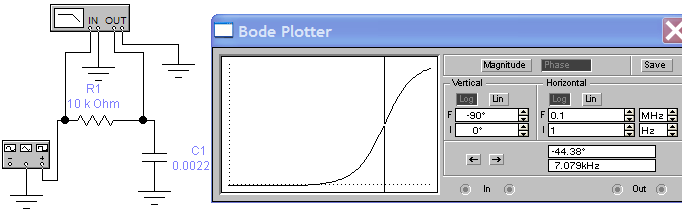 IN OUT
R1
10 k Ohm
C1
0.0022
- +
Bode Plotter
Magnitude Phase Save
Vertical Horizontal
Log Lin Log Lin
F -90° F 0.1 MHz
I 0° I 1 Hz
← → -44.38°
7.079kHz
In Out